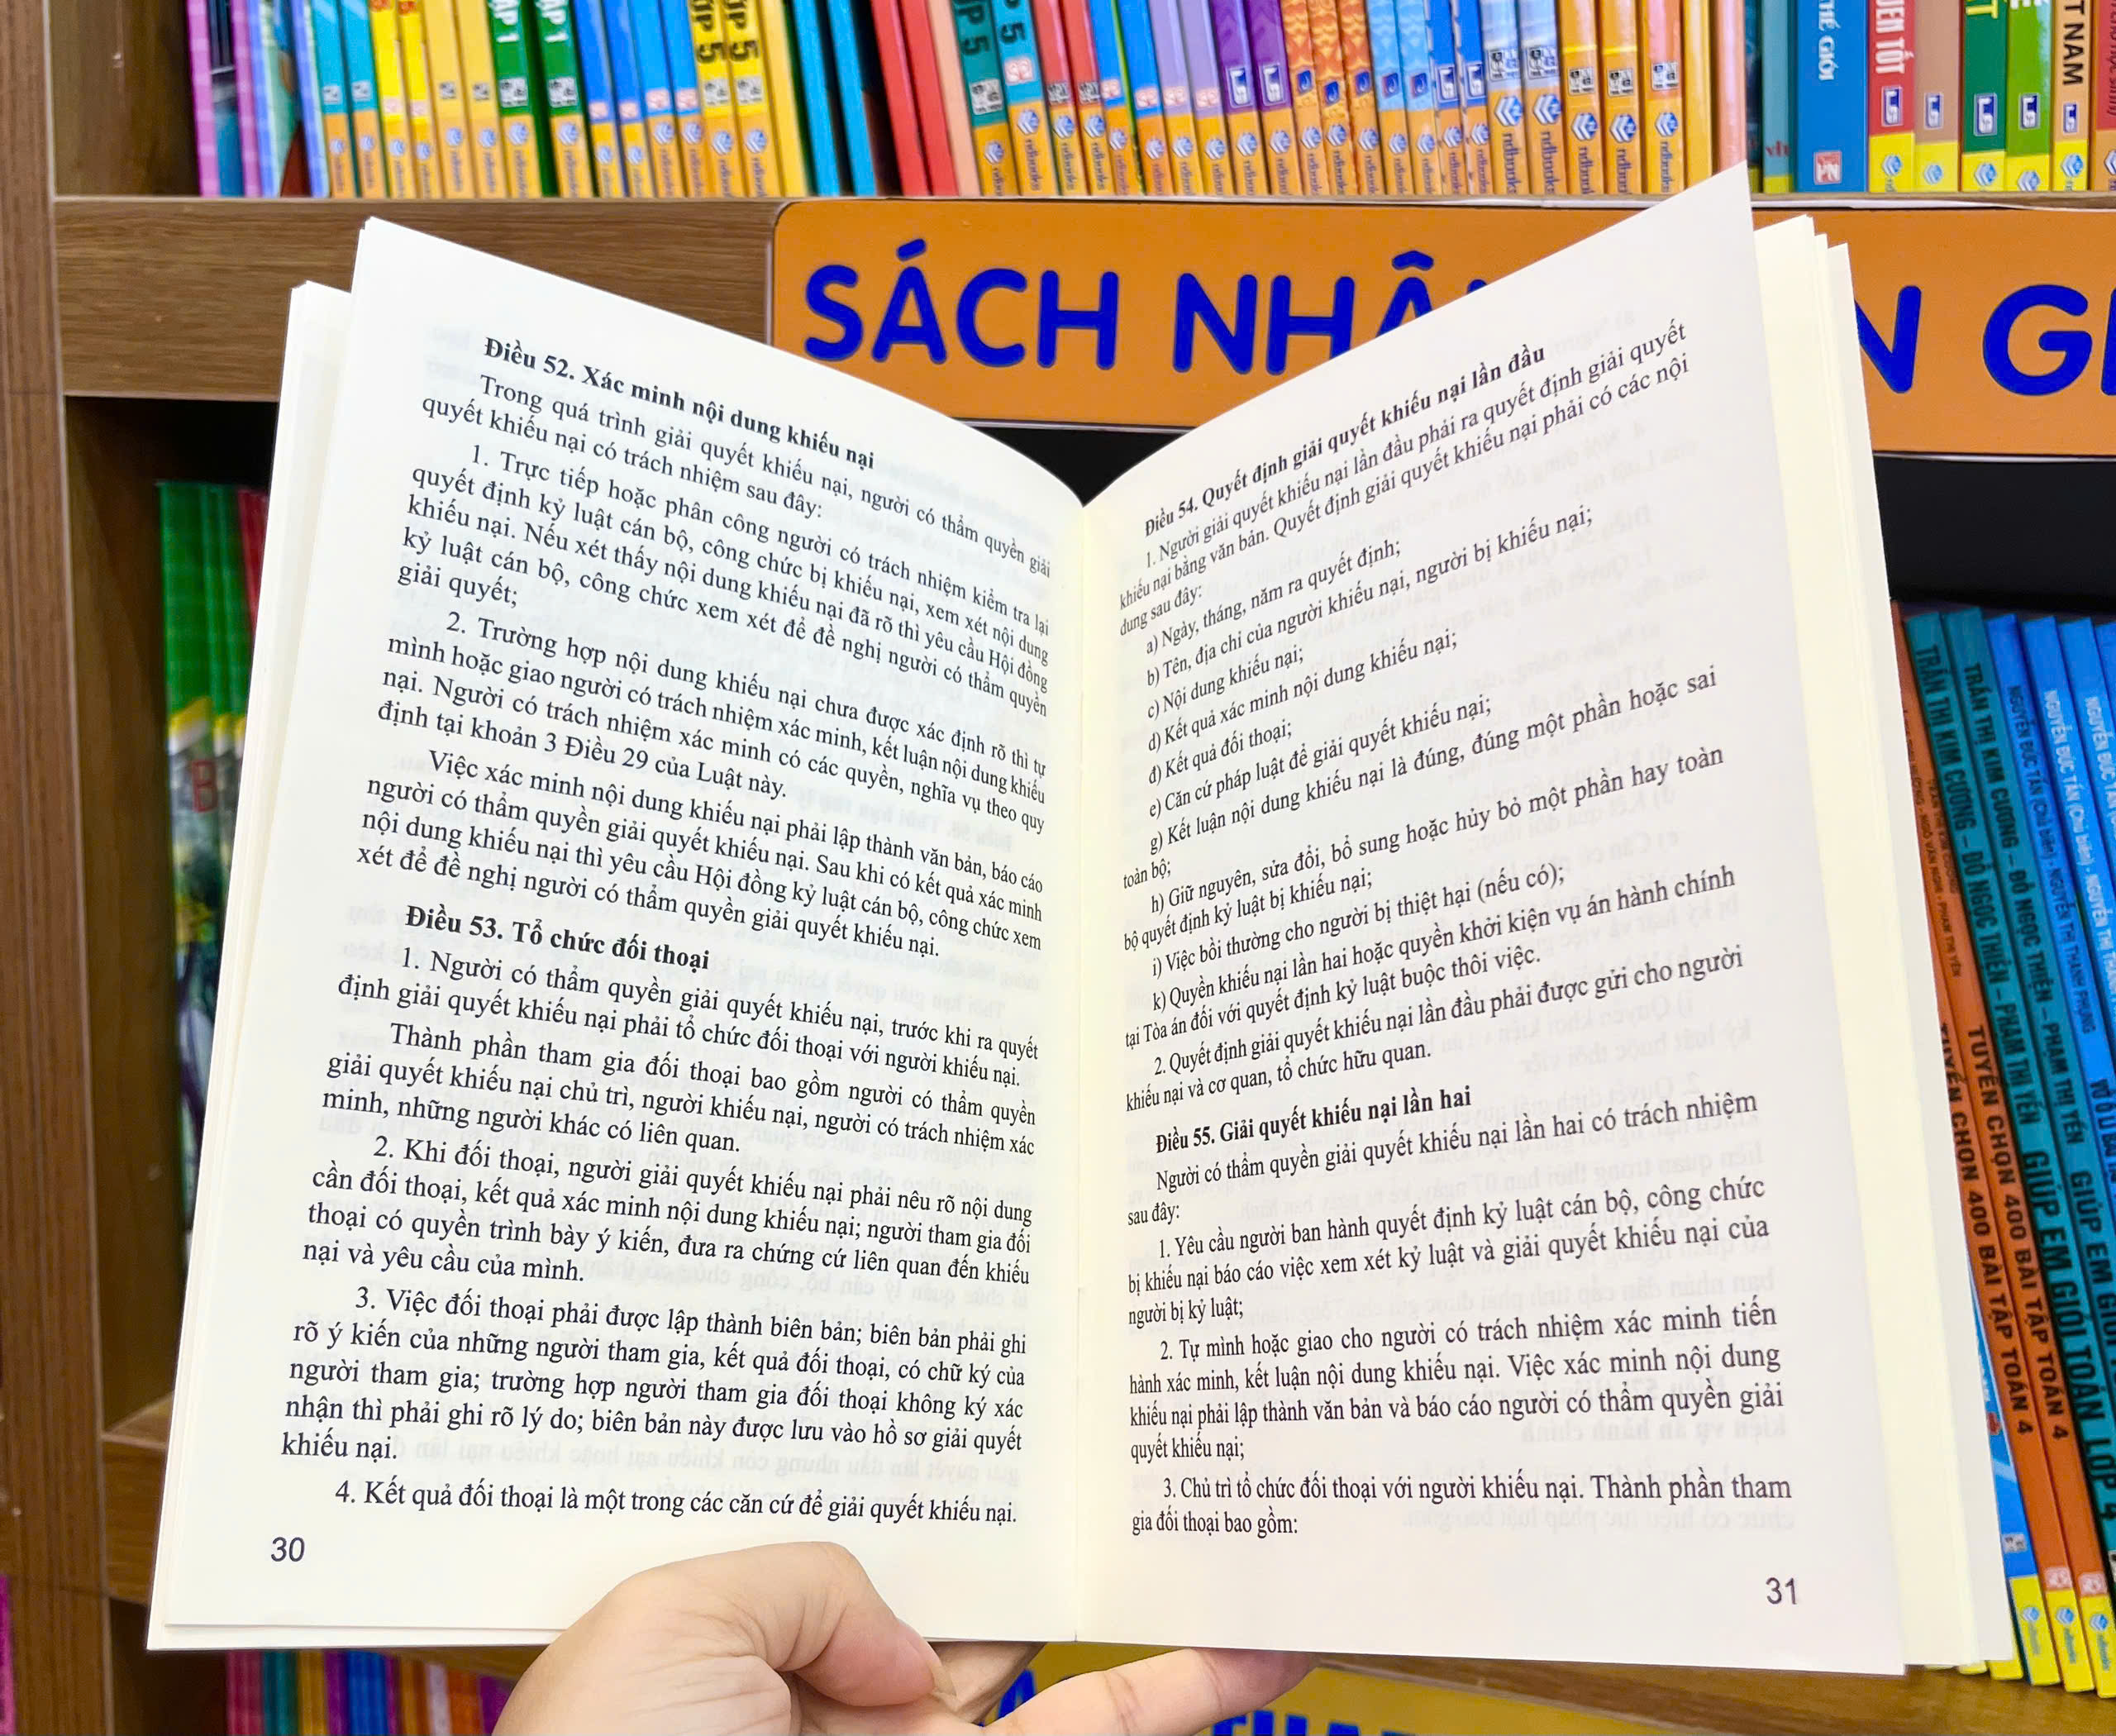 SÁCH NHÂ
N GI
Điều 52. Xác minh nội dung khiếu nại
Trong quá trình giải quyết khiếu nại, người có thẩm quyền giải
quyết khiếu nại có trách nhiệm sau đây:
1. Trực tiếp hoặc phân công người có trách nhiệm kiểm tra lại
quyết định kỷ luật cán bộ, công chức bị khiếu nại, xem xét nội dung
khiếu nại. Nếu xét thấy nội dung khiếu nại đã rõ thì yêu cầu Hội đồng
kỷ luật cán bộ, công chức xem xét để đề nghị người có thẩm quyền
giải quyết;
2. Trường hợp nội dung khiếu nại chưa được xác định rõ thì tự
mình hoặc giao người có trách nhiệm xác minh, kết luận nội dung khiếu
nại. Người có trách nhiệm xác minh có các quyền, nghĩa vụ theo quy
định tại khoản 3 Điều 29 của Luật này.
Việc xác minh nội dung khiếu nại phải lập thành văn bản, báo cáo
người có thẩm quyền giải quyết khiếu nại. Sau khi có kết quả xác minh
nội dung khiếu nại thì yêu cầu Hội đồng kỷ luật cán bộ, công chức xem
xét để đề nghị người có thẩm quyền giải quyết khiếu nại.
Điều 53. Tổ chức đối thoại
1. Người có thẩm quyền giải quyết khiếu nại, trước khi ra quyết
định giải quyết khiếu nại phải tổ chức đối thoại với người khiếu nại.
Thành phần tham gia đối thoại bao gồm người có thẩm quyền
giải quyết khiếu nại chủ trì, người khiếu nại, người có trách nhiệm xác
minh, những người khác có liên quan.
2. Khi đối thoại, người giải quyết khiếu nại phải nêu rõ nội dung
cần đối thoại, kết quả xác minh nội dung khiếu nại; người tham gia đối
thoại có quyền trình bày ý kiến, đưa ra chứng cứ liên quan đến khiếu
nại và yêu cầu của mình.
3. Việc đối thoại phải được lập thành biên bản; biên bản phải ghi
rõ ý kiến của những người tham gia, kết quả đối thoại, có chữ ký của
người tham gia; trường hợp người tham gia đối thoại không ký xác
nhận thì phải ghi rõ lý do; biên bản này được lưu vào hồ sơ giải quyết
khiếu nại.
4. Kết quả đối thoại là một trong các căn cứ để giải quyết khiếu nại.
30
Điều 54. Quyết định giải quyết khiếu nại lần đầu
1. Người giải quyết khiếu nại lần đầu phải ra quyết định giải quyết
khiếu nại bằng văn bản. Quyết định giải quyết khiếu nại phải có các nội
dung sau đây:
a) Ngày, tháng, năm ra quyết định;
b) Tên, địa chỉ của người khiếu nại, người bị khiếu nại;
c) Nội dung khiếu nại;
d) Kết quả xác minh nội dung khiếu nại;
đ) Kết quả đối thoại;
e) Căn cứ pháp luật để giải quyết khiếu nại;
g) Kết luận nội dung khiếu nại là đúng, đúng một phần hoặc sai
toàn bộ;
h) Giữ nguyên, sửa đổi, bổ sung hoặc hủy bỏ một phần hay toàn
bộ quyết định kỷ luật bị khiếu nại;
i) Việc bồi thường cho người bị thiệt hại (nếu có);
k) Quyền khiếu nại lần hai hoặc quyền khởi kiện vụ án hành chính
tại Tòa án đối với quyết định kỷ luật buộc thôi việc.
2. Quyết định giải quyết khiếu nại lần đầu phải được gửi cho người
khiếu nại và cơ quan, tổ chức hữu quan.
Điều 55. Giải quyết khiếu nại lần hai
Người có thẩm quyền giải quyết khiếu nại lần hai có trách nhiệm
sau đây:
1. Yêu cầu người ban hành quyết định kỷ luật cán bộ, công chức
bị khiếu nại báo cáo việc xem xét kỷ luật và giải quyết khiếu nại của
người bị kỷ luật;
2. Tự mình hoặc giao cho người có trách nhiệm xác minh tiến
hành xác minh, kết luận nội dung khiếu nại. Việc xác minh nội dung
khiếu nại phải lập thành văn bản và báo cáo người có thẩm quyền giải
quyết khiếu nại;
3. Chủ trì tổ chức đối thoại với người khiếu nại. Thành phần tham
gia đối thoại bao gồm:
31
TRẦN THỊ KIM CƯƠNG – ĐỖ NGỌC THIÊN – PHẠM THỊ YẾN GIÚP EM GIỎI TOÁN LỚP 4
TUYỂN CHỌN 400 BÀI TẬP TOÁN 4
TUYỂN CHỌN 400 BÀI TẬP TOÁN 4